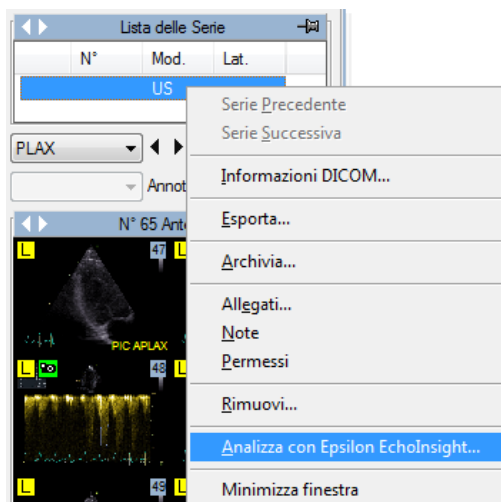 Lista delle Serie
N° Mod. Lat.
US
Serie Precedente
Serie Successiva
PLAX
Informazioni DICOM...
Annot
Esporta...
N° 65 Ante
L 47 L
Archivia...
Allegati...
PIC APLAX
Note
L 48 L
Permessi
Rimuovi...
Analizza con Epsilon EchoInsight...
L 49 L
Minimizza finestra